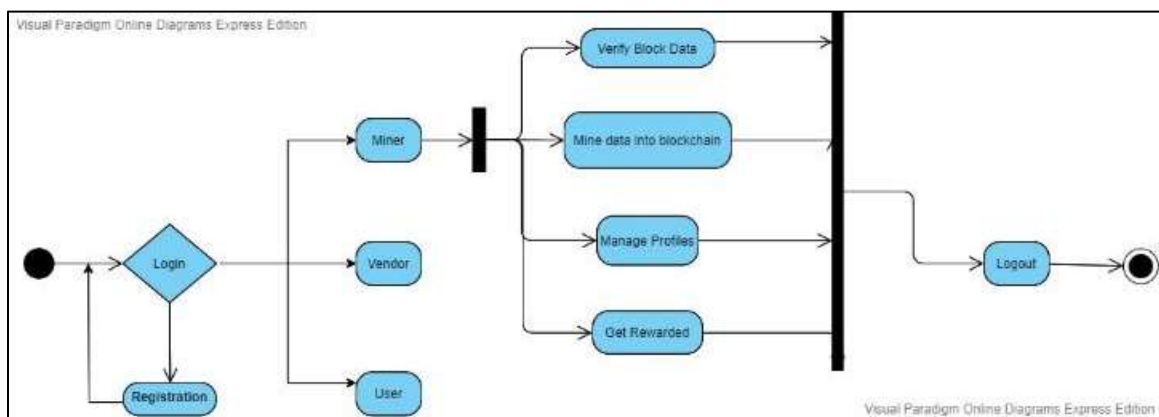 Visual Paradigm Online Diagrams Express Edition
Verify Block Data
Miner
Mine data into blockchain
Login
Vendor
Manage Profiles
Logout
Get Rewarded
Registration
User
Visual Paradigm Online Diagrams Express Edition